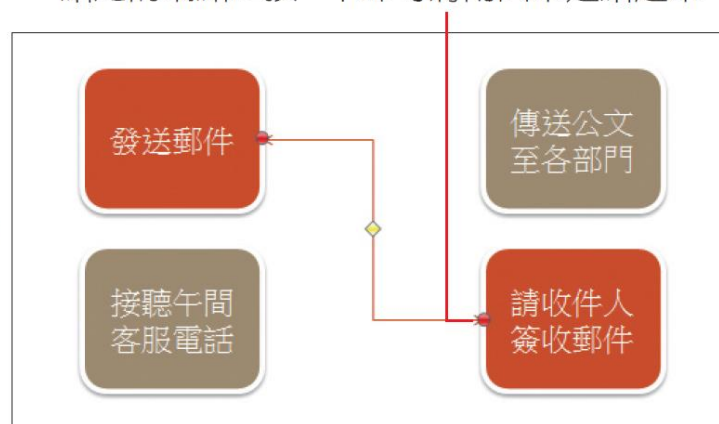 發送郵件
傳送公文
至各部門
接聽午間
客服電話
請收件人
簽收郵件